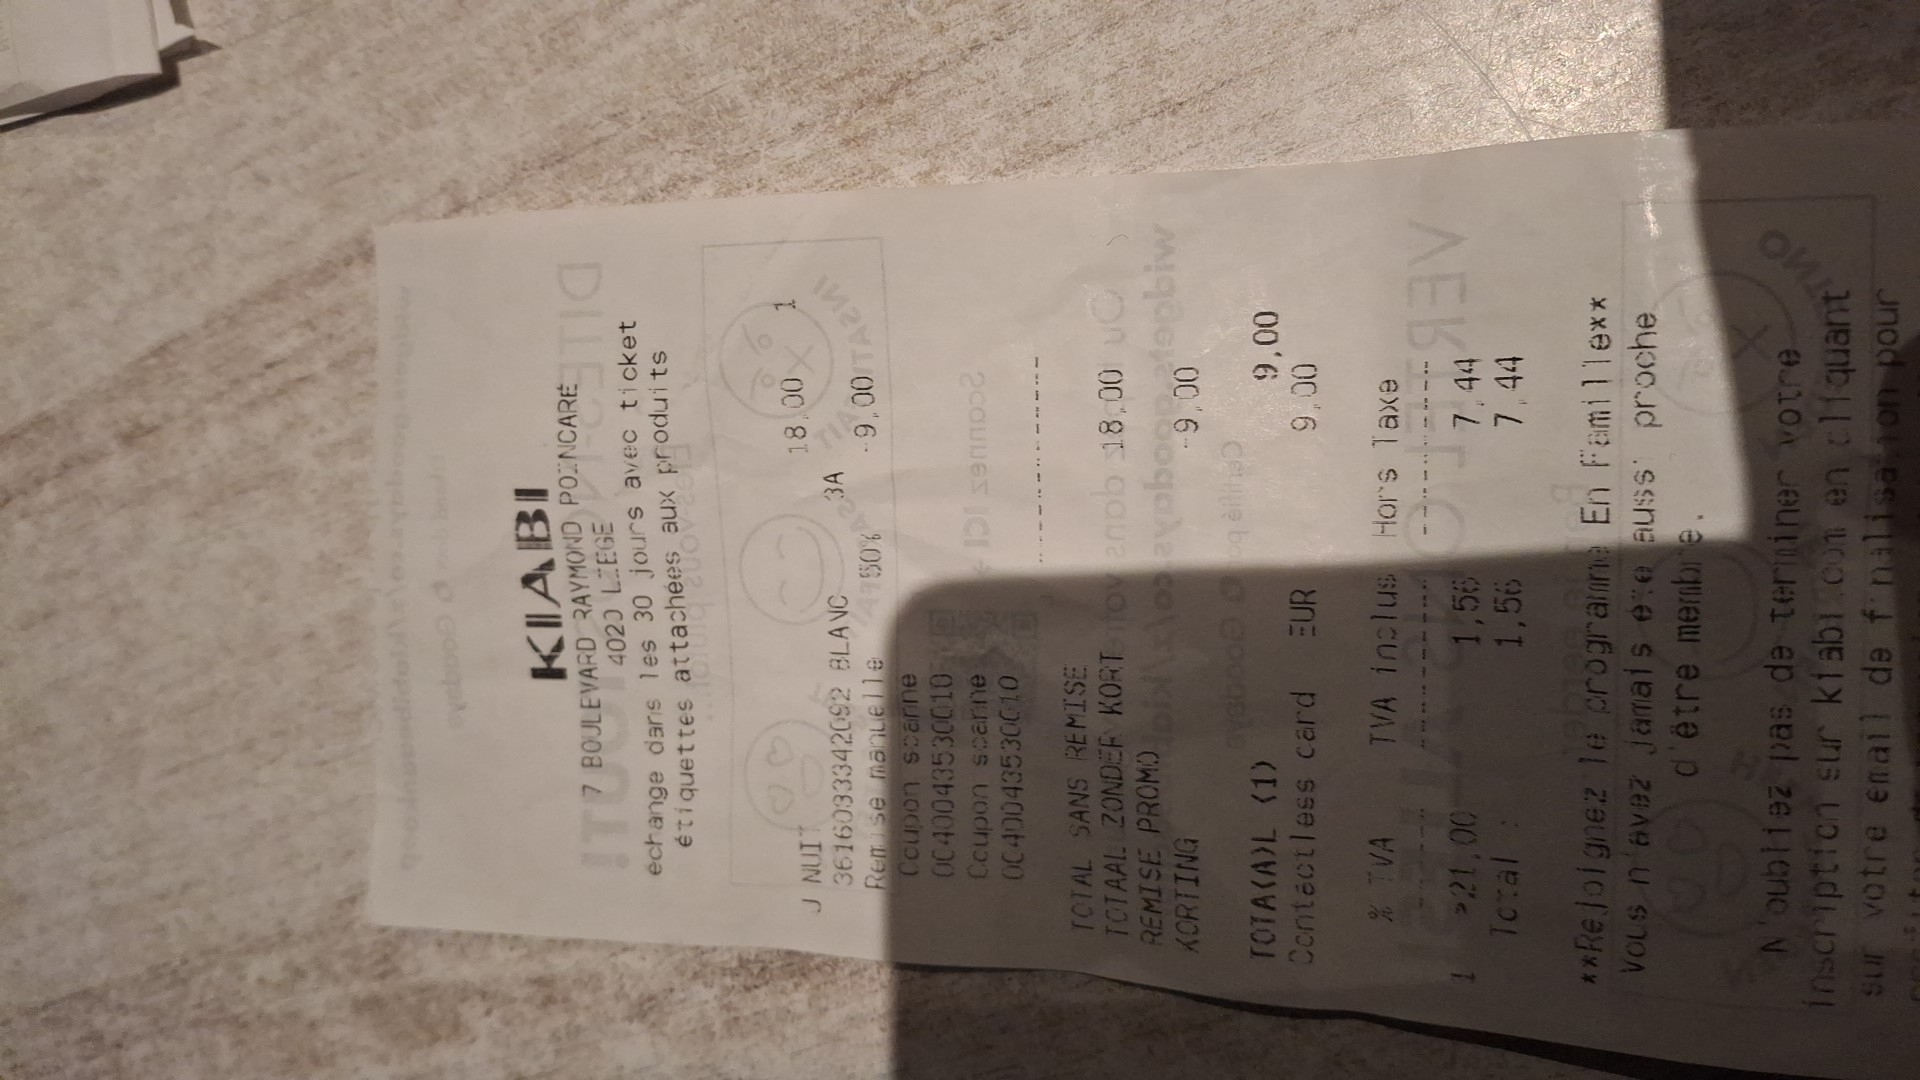 KIABI
7 BOULEVARD RAYMOND POINCARÉ
4020 LIEGE
échange dans les 30 jours avec ticket
étiquettes attachées aux produits
J NUIT 18,00 1
3616093342092 BLANC 3A
Remise manuelle 50% -9,00
Coupon scanne
Coupon scanne
TOTAL SANS REMISE
TOTAAL ZONDER KORT 18,00
REMISE PROMO
KORTING -9,00
TOTA(A)L (1) 9,00
Contactless card EUR 9,00
% TVA TVA inclus Hors Taxe
1 >21,00 1,56 7,44
Total : 1,56 7,44
**Rejoignez le programme En Famille**
Vous n'avez jamais été aussi proche
d'être membre.
N'oubliez pas de terminer votre
inscription sur kiabi.com en cliquant
sur votre email de finalisation pour